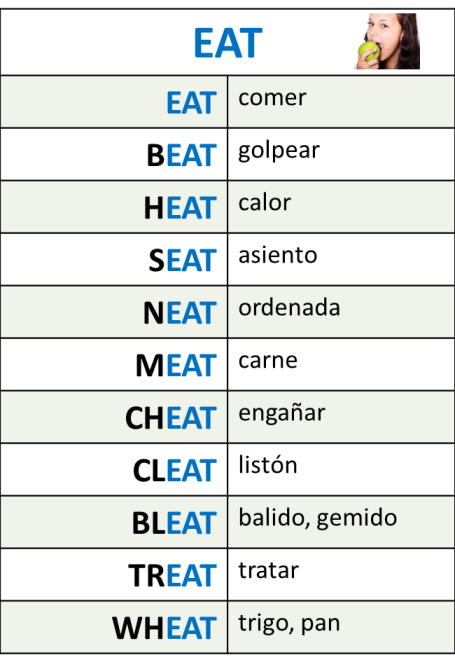 EAT
EAT comer
BEAT golpear
HEAT calor
SEAT asiento
NEAT ordenada
MEAT carne
CHEAT engañar
CLEAT listón
BLEAT balido, gemido
TREAT tratar
WHEAT trigo, pan